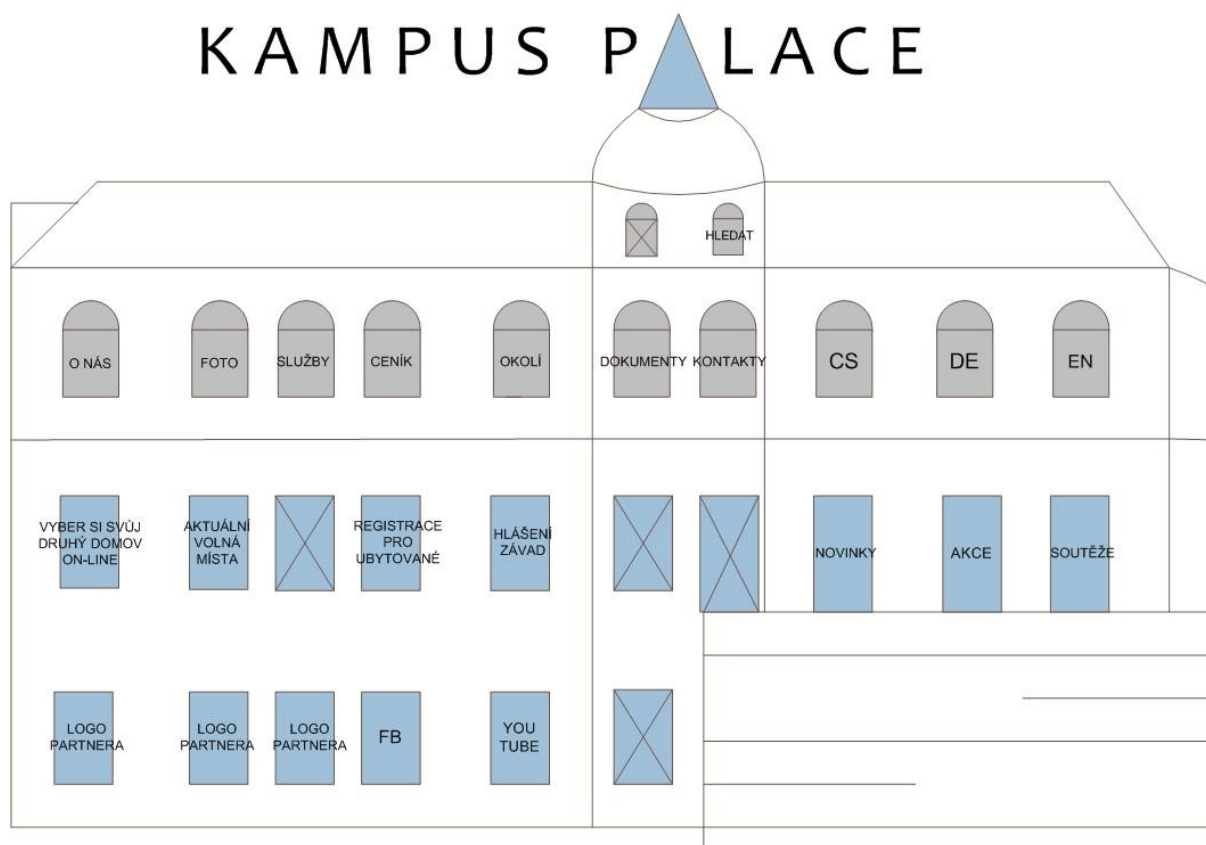 KAMPUS PALACE
HLEDAT
O NÁS
FOTO
SLUŽBY
CENÍK
OKOLÍ
DOKUMENTY
KONTAKTY
CS
DE
EN
VYBER SI SVŮJ
DRUHÝ DOMOV
ON-LINE
AKTUÁLNÍ
VOLNÁ
MÍSTA
REGISTRACE
PRO
UBYTOVANÉ
HLÁŠENÍ
ZÁVAD
NOVINKY
AKCE
SOUTĚŽE
LOGO
PARTNERA
LOGO
PARTNERA
LOGO
PARTNERA
FB
YOU
TUBE